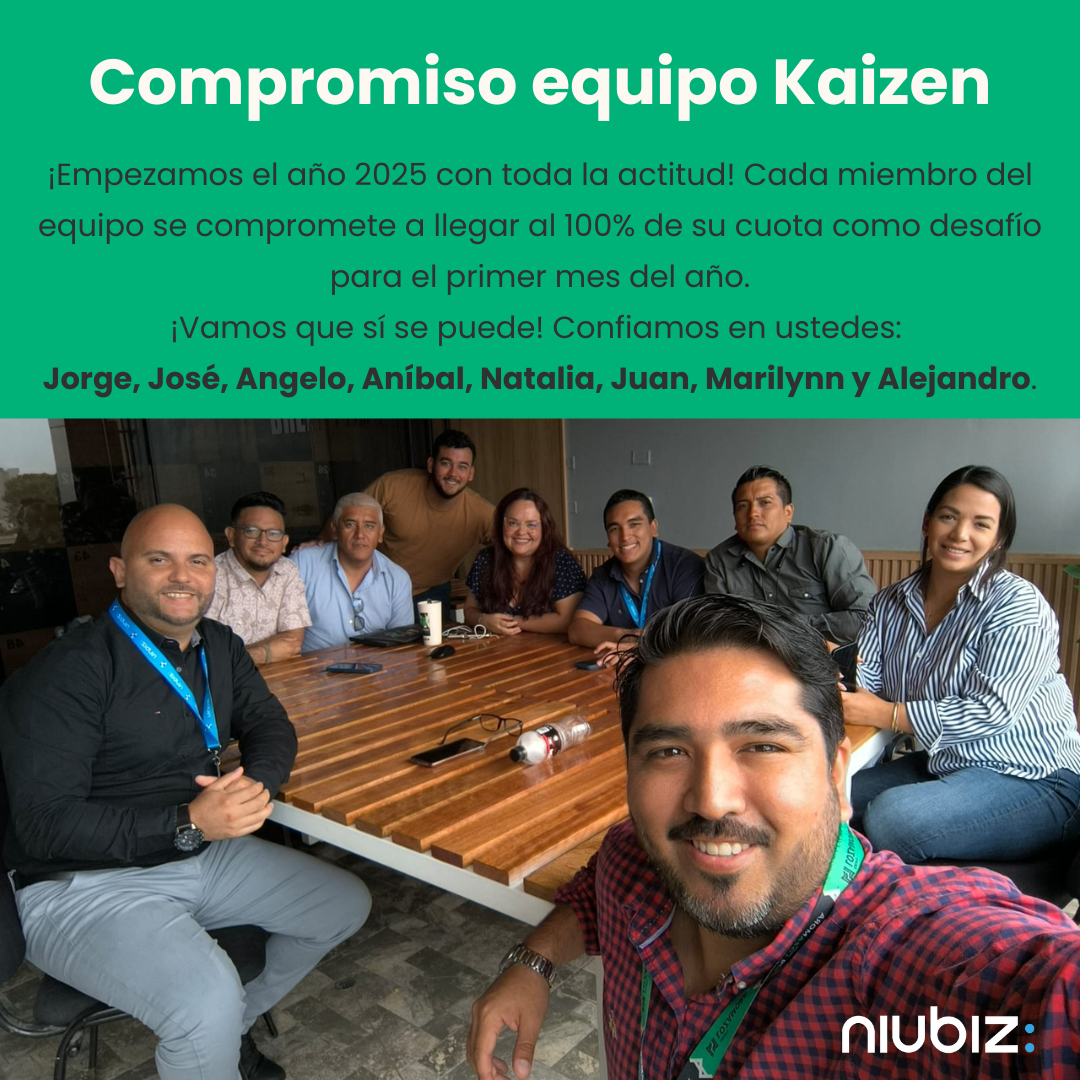 Compromiso equipo Kaizen
¡Empezamos el año 2025 con toda la actitud! Cada miembro del
equipo se compromete a llegar al 100% de su cuota como desafío
para el primer mes del año.
¡Vamos que sí se puede! Confiamos en ustedes:
Jorge, José, Angelo, Aníbal, Natalia, Juan, Marilynn y Alejandro.
niubiz: